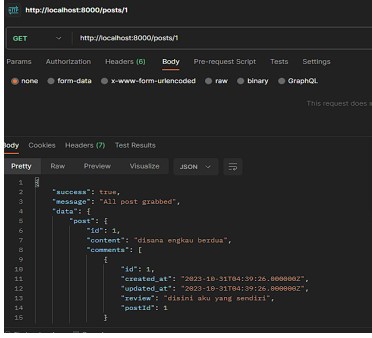 http://localhost:8000/posts/1
GET http://localhost:8000/posts/1
Params Authorization Headers (6) Body Pre-request Script Tests Settings
none form-data x-www-form-urlencoded raw binary GraphQL
This request does
Body Cookies Headers (7) Test Results
Pretty Raw Preview Visualize JSON
1 {
2 "success": true,
3 "message": "All post grabbed",
4 "data": {
5 "post": {
6 "id": 1,
7 "content": "disana engkau berdua",
8 "comments": [
9 {
10 "id": 1,
11 "created_at": "2023-10-31T04:39:26.000000Z",
12 "updated_at": "2023-10-31T04:39:26.000000Z",
13 "review": "disini aku yang sendiri",
14 "postId": 1
15 }